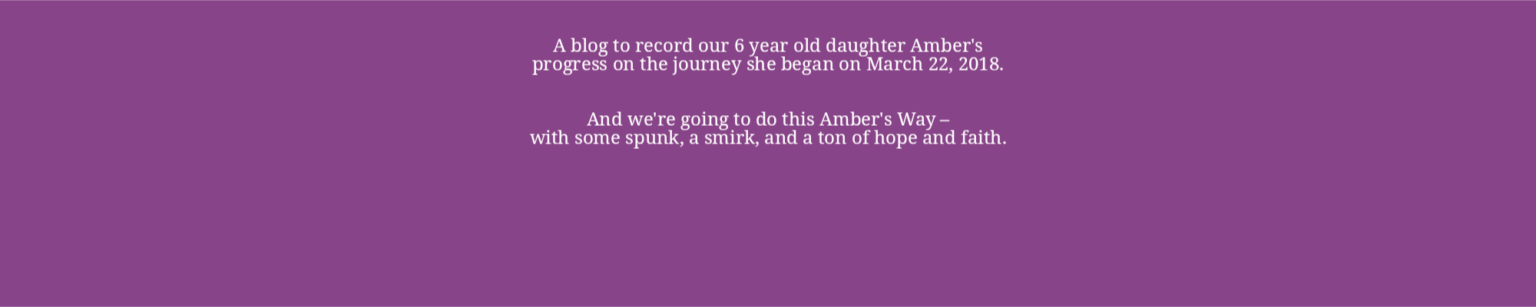 A blog to record our 6 year old daughter Amber's
progress on the journey she began on March 22, 2018.
And we're going to do this Amber's Way –
with some spunk, a smirk, and a ton of hope and faith.